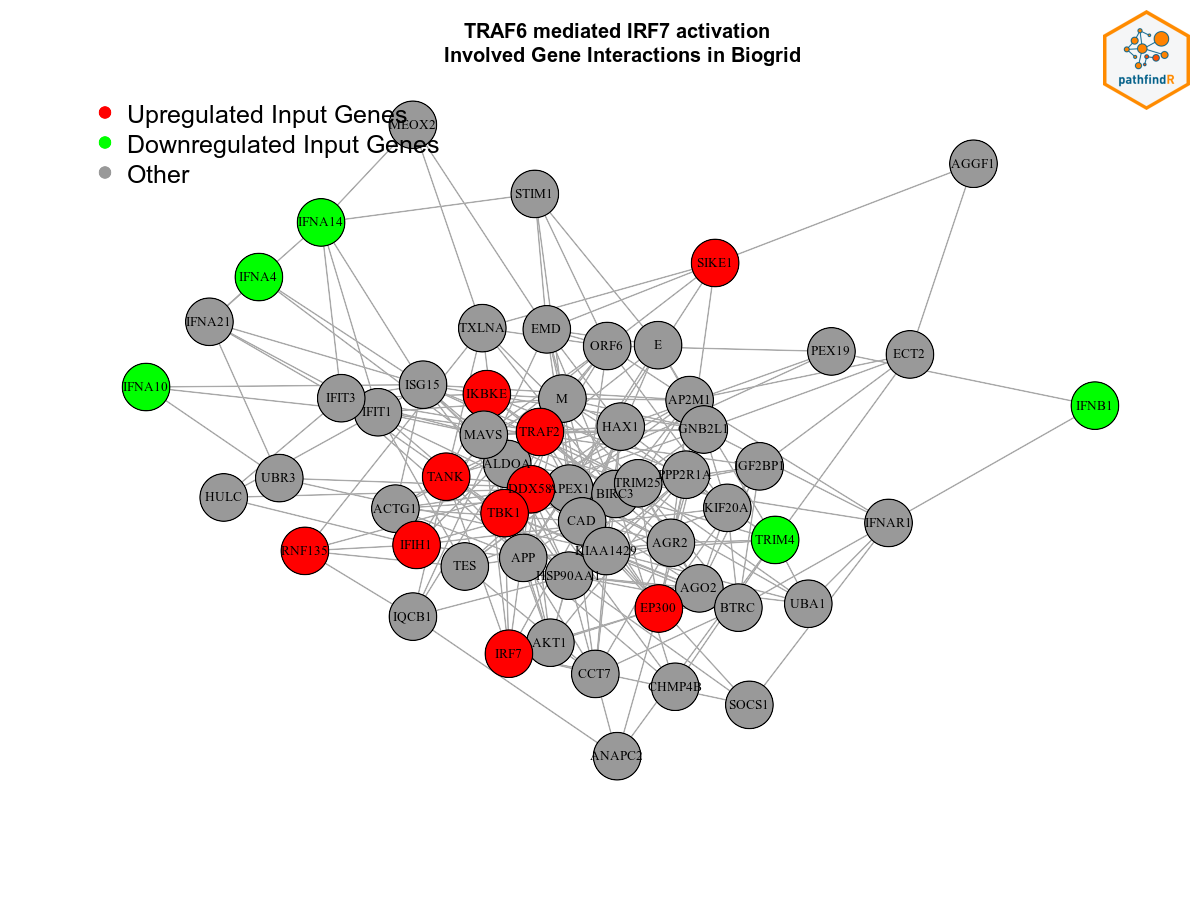 TRAF6 mediated IRF7 activation
Involved Gene Interactions in Biogrid
pathfindR
Upregulated Input Genes
Downregulated Input Genes
Other
MEOX2
AGGF1
STIM1
IFNA14
SIKE1
IFNA4
IFNA21
TXLNA
EMD
ORF6
E
PEX19
ECT2
IFNA10
ISG15
IKBKE
IFIT3
IFIT1
M
AP2M1
IFNB1
MAVS
TRAF2
HAX1
GNB2L1
ALDOA
IGF2BP1
UBR3
TANK
DDX58
APEX1
BIRC3
TRIM25
PPP2R1A
HULC
ACTG1
TBK1
CAD
KIF20A
IFNAR1
RNF135
IFIH1
TES
APP
HSP90AA1
KIAA1429
AGR2
TRIM4
AGO2
IQCB1
EP300
BTRC
UBA1
IRF7
AKT1
CCT7
CHMP4B
SOCS1
ANAPC2